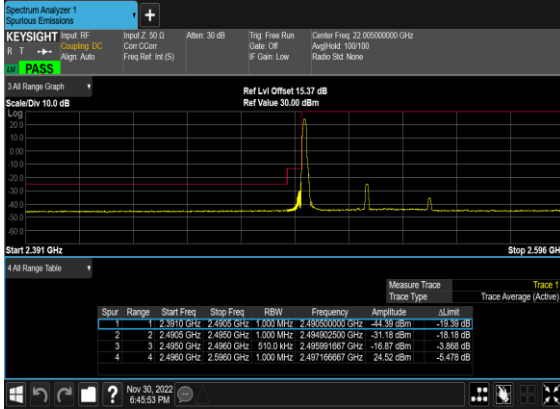 Spectrum Analyzer 1
Spurious Emissions
+
KEYSIGHT Input: RF Input Z: 50 Ω Atten: 30 dB Trig: Free Run Center Freq: 22.005000000 GHz
R T Coupling: DC Corr CCorr Gate: Off Avg|Hold: 100/100
Align: Auto Freq Ref: Int (S) IF Gain: Low Radio Std: None
LXI PASS
3 All Range Graph Ref Lvl Offset 15.37 dB
Scale/Div 10.0 dB Ref Value 30.00 dBm
Log
20.0
10.0
0.00
-10.0
-20.0
-30.0
-40.0
-50.0
-60.0
Start 2.391 GHz Stop 2.596 GH
4 All Range Table
Measure Trace Trace 1
Trace Type Trace Average (Active)
Spur Range Start Freq Stop Freq RBW Frequency Amplitude ΔLimit
1 1 2.3910 GHz 2.4905 GHz 1.000 MHz 2.490500000 GHz -44.39 dBm -19.39 dB
2 2 2.4905 GHz 2.4950 GHz 1.000 MHz 2.494902500 GHz -31.18 dBm -18.18 dB
3 3 2.4950 GHz 2.4960 GHz 510.0 kHz 2.495991667 GHz -16.87 dBm -3.868 dB
4 4 2.4960 GHz 2.5960 GHz 1.000 MHz 2.497166667 GHz 24.52 dBm -5.478 dB
?
Nov 30, 2022
6:45:53 PM